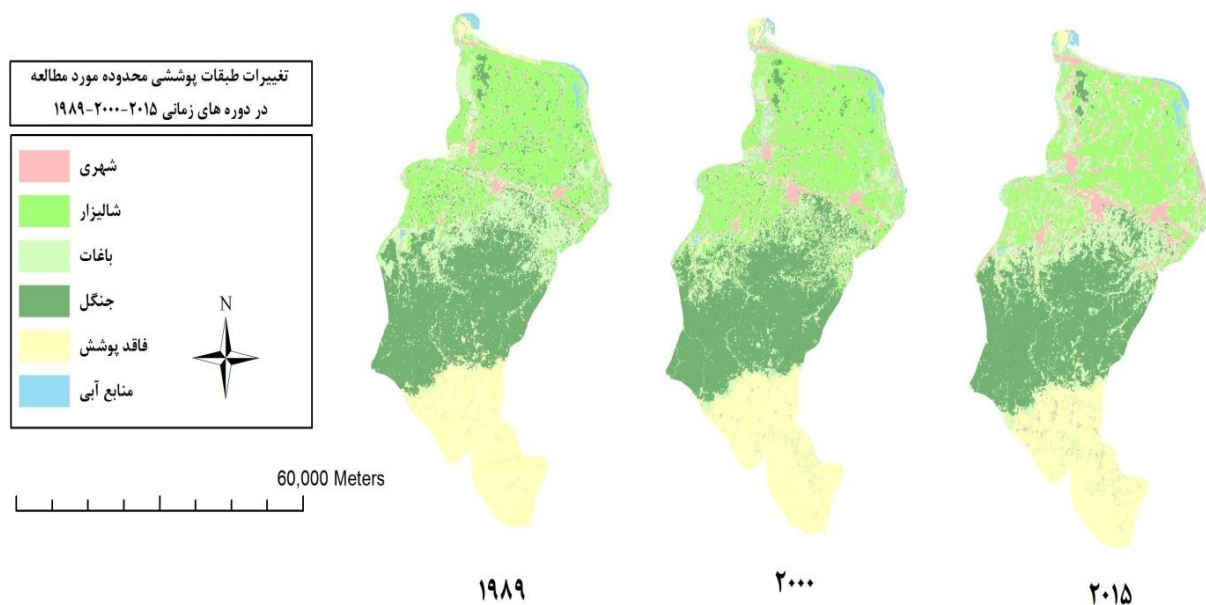 تغییرات طبقات پوششی محدوده مورد مطالعه
در دوره های زمانی ۲۰۱۵-۲۰۰۰-۱۹۸۹
شهری
شالیزار
باغات
جنگل
فاقد پوشش
منابع آبی
N
60,000 Meters
۱۹۸۹
۲۰۰۰
۲۰۱۵